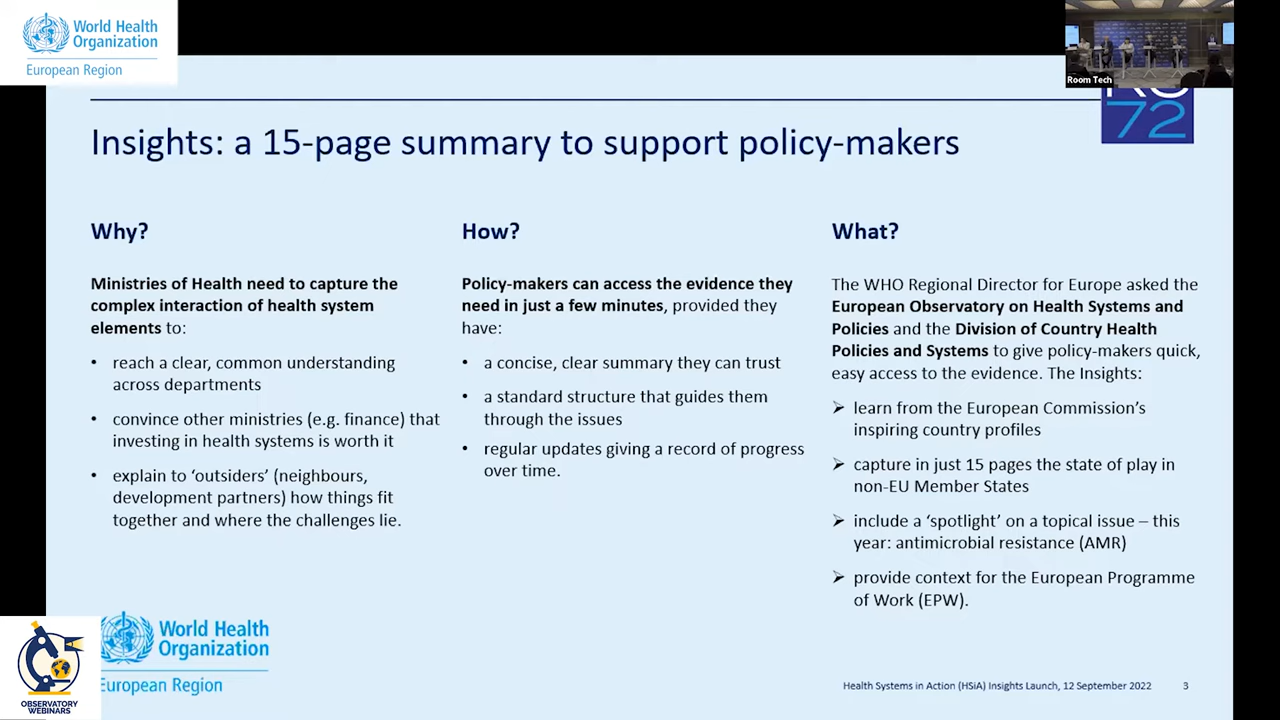 World Health
Organization
European Region
Room Tech
72
Insights: a 15-page summary to support policy-makers
Why?
Ministries of Health need to capture the
complex interaction of health system
elements to:
• reach a clear, common understanding
across departments
• convince other ministries (e.g. finance) that
investing in health systems is worth it
• explain to ‘outsiders’ (neighbours,
development partners) how things fit
together and where the challenges lie.
How?
Policy-makers can access the evidence they
need in just a few minutes, provided they
have:
• a concise, clear summary they can trust
• a standard structure that guides them
through the issues
• regular updates giving a record of progress
over time.
What?
The WHO Regional Director for Europe asked the
European Observatory on Health Systems and
Policies and the Division of Country Health
Policies and Systems to give policy-makers quick,
easy access to the evidence. The Insights:
➢ learn from the European Commission’s
inspiring country profiles
➢ capture in just 15 pages the state of play in
non-EU Member States
➢ include a ‘spotlight’ on a topical issue – this
year: antimicrobial resistance (AMR)
➢ provide context for the European Programme
of Work (EPW).
World Health
Organization
European Region
OBSERVATORY
WEBINARS
Health Systems in Action (HSiA) Insights Launch, 12 September 2022 3